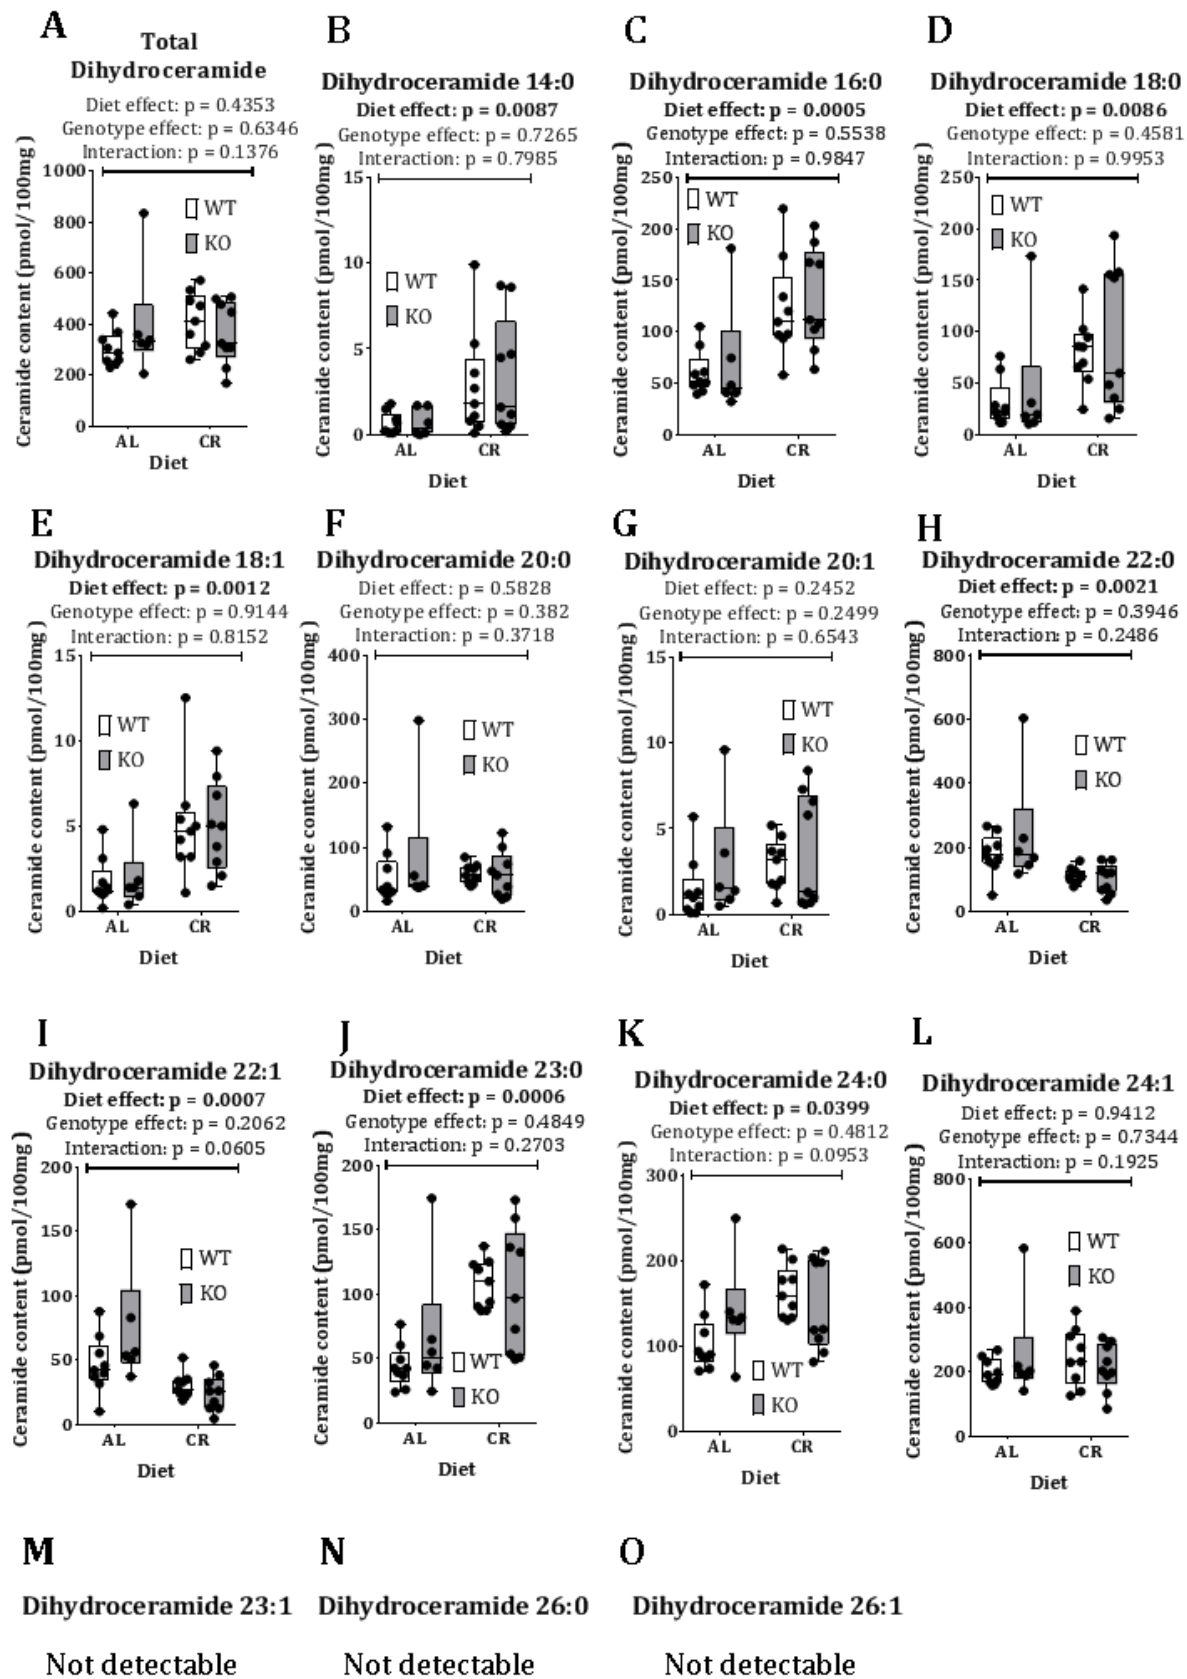 A
Total
Dihydroceramide
Diet effect: p = 0.4353
Genotype effect: p = 0.6346
Interaction: p = 0.1376
Ceramide content (pmol/100mg)
1000
800
600
400
200
0
WT
KO
AL
CR
Diet
B
Dihydroceramide 14:0
Diet effect: p = 0.0087
Genotype effect: p = 0.7265
Interaction: p = 0.7985
Ceramide content (pmol/100mg)
15
10
5
0
WT
KO
AL
CR
Diet
C
Dihydroceramide 16:0
Diet effect: p = 0.0005
Genotype effect: p = 0.5538
Interaction: p = 0.9847
Ceramide content (pmol/100mg)
250
200
150
100
50
0
WT
KO
AL
CR
Diet
D
Dihydroceramide 18:0
Diet effect: p = 0.0086
Genotype effect: p = 0.4581
Interaction: p = 0.9953
Ceramide content (pmol/100mg)
250
200
150
100
50
0
WT
KO
AL
CR
Diet
E
Dihydroceramide 18:1
Diet effect: p = 0.0012
Genotype effect: p = 0.9144
Interaction: p = 0.8152
Ceramide content (pmol/100mg)
15
10
5
0
WT
KO
AL
CR
Diet
F
Dihydroceramide 20:0
Diet effect: p = 0.5828
Genotype effect: p = 0.382
Interaction: p = 0.3718
Ceramide content (pmol/100mg)
400
300
200
100
0
WT
KO
AL
CR
Diet
G
Dihydroceramide 20:1
Diet effect: p = 0.2452
Genotype effect: p = 0.2499
Interaction: p = 0.6543
Ceramide content (pmol/100mg)
15
10
5
0
WT
KO
AL
CR
Diet
H
Dihydroceramide 22:0
Diet effect: p = 0.0021
Genotype effect: p = 0.3946
Interaction: p = 0.2486
Ceramide content (pmol/100mg)
800
600
400
200
0
WT
KO
AL
CR
Diet
I
Dihydroceramide 22:1
Diet effect: p = 0.0007
Genotype effect: p = 0.2062
Interaction: p = 0.0605
Ceramide content (pmol/100mg)
200
150
100
50
0
WT
KO
AL
CR
Diet
J
Dihydroceramide 23:0
Diet effect: p = 0.0006
Genotype effect: p = 0.4849
Interaction: p = 0.2703
Ceramide content (pmol/100mg)
200
150
100
50
0
WT
KO
AL
CR
Diet
K
Dihydroceramide 24:0
Diet effect: p = 0.0399
Genotype effect: p = 0.4812
Interaction: p = 0.0953
Ceramide content (pmol/100mg)
300
200
100
0
WT
KO
AL
CR
Diet
L
Dihydroceramide 24:1
Diet effect: p = 0.9412
Genotype effect: p = 0.7344
Interaction: p = 0.1925
Ceramide content (pmol/100mg)
800
600
400
200
0
WT
KO
AL
CR
Diet
M
Dihydroceramide 23:1
Not detectable
N
Dihydroceramide 26:0
Not detectable
O
Dihydroceramide 26:1
Not detectable